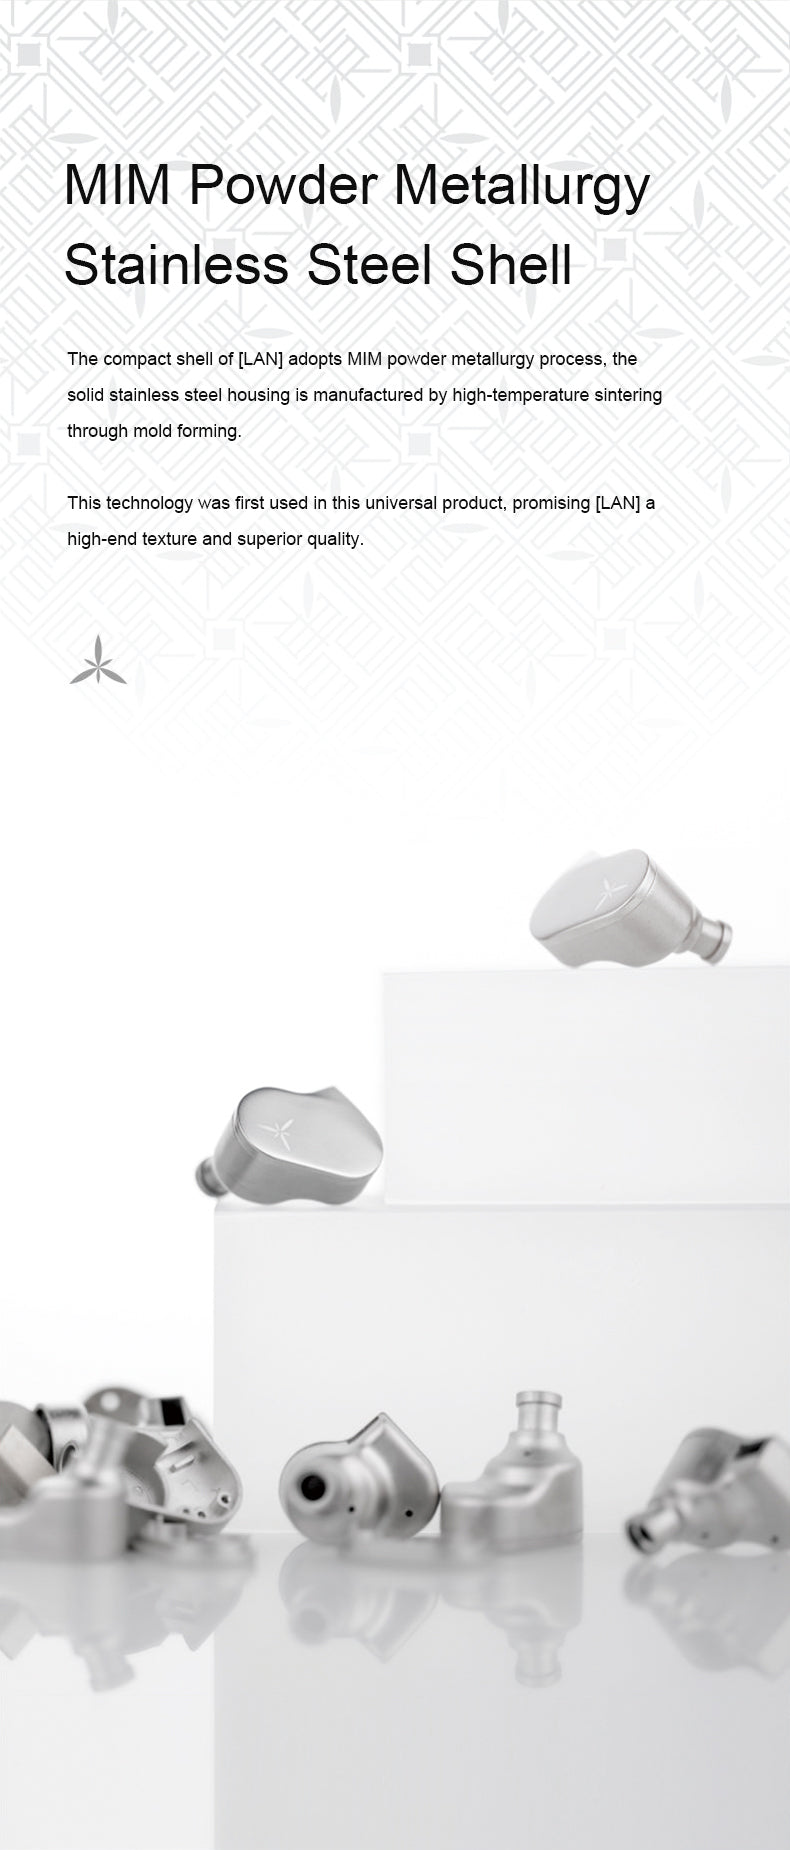 MIM Powder Metallurgy
Stainless Steel Shell
The compact shell of [LAN] adopts MIM powder metallurgy process, the
solid stainless steel housing is manufactured by high-temperature sintering
through mold forming.
This technology was first used in this universal product, promising [LAN] a
high-end texture and superior quality.